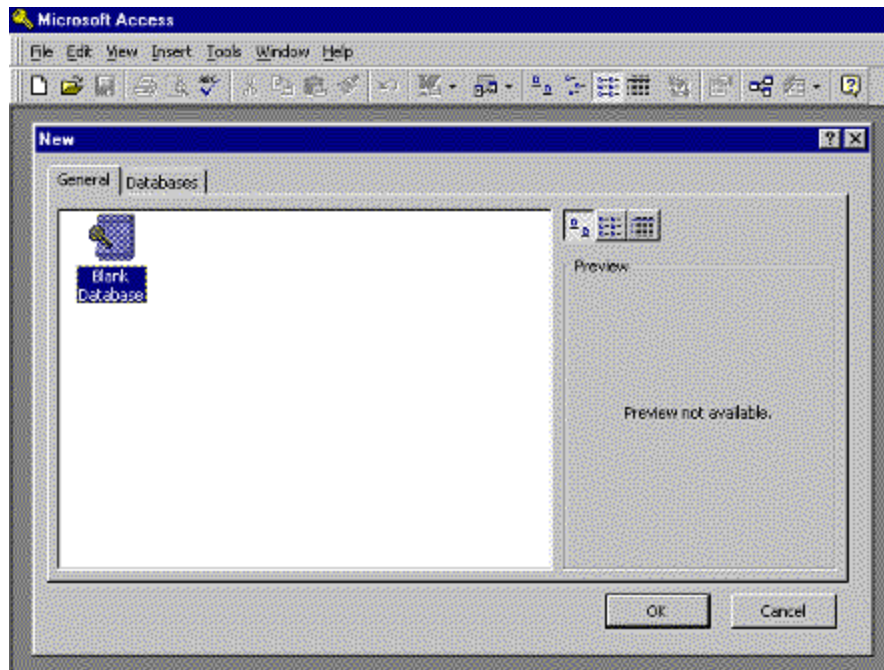 Microsoft Access
File Edit View Insert Tools Window Help
New
General Databases
Blank
Database
Preview
Preview not available.
OK Cancel